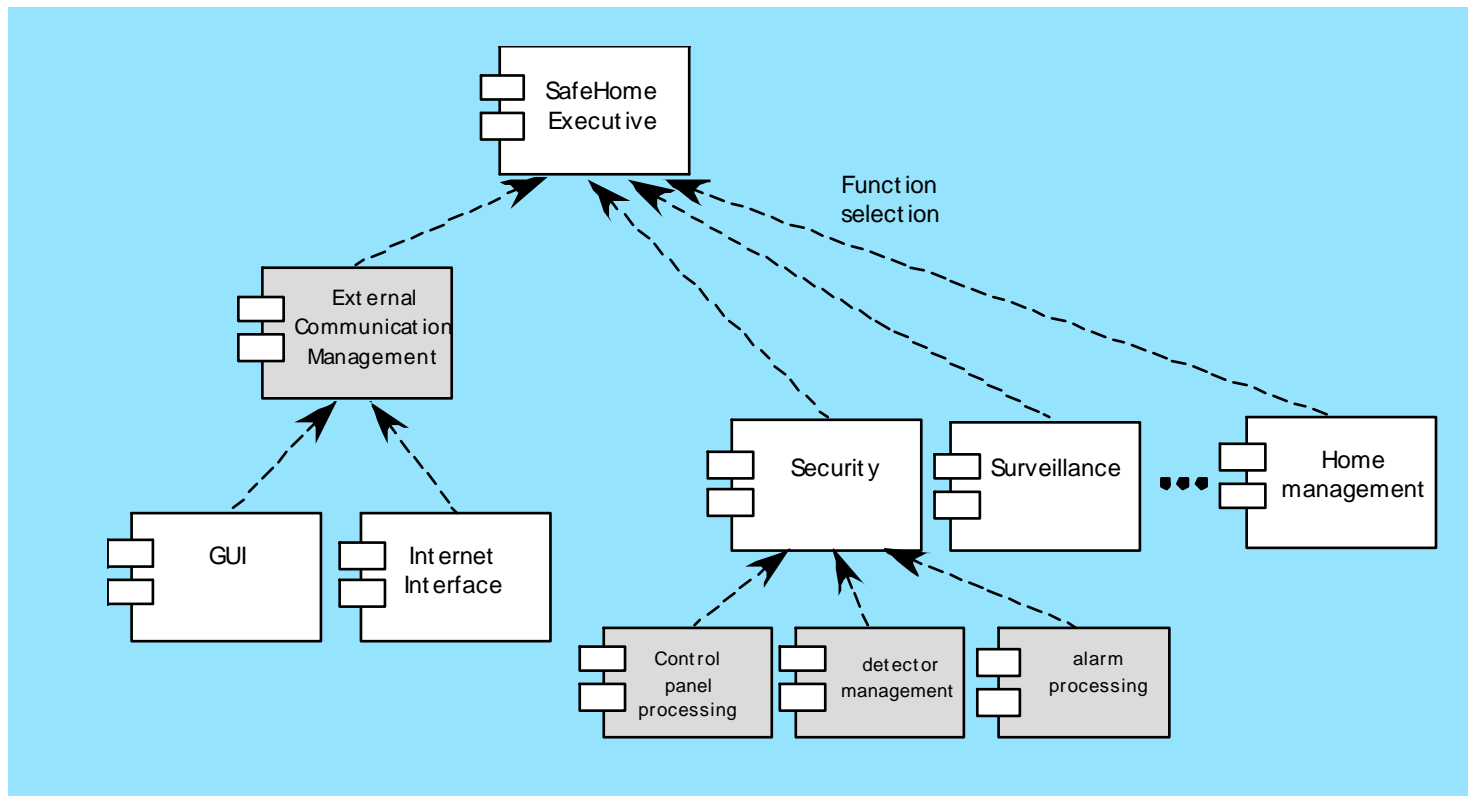 SafeHome
Executive
Function
selection
External
Communication
Management
Security
Surveillance
Home
management
GUI
Internet
Interface
Control
panel
processing
detector
management
alarm
processing